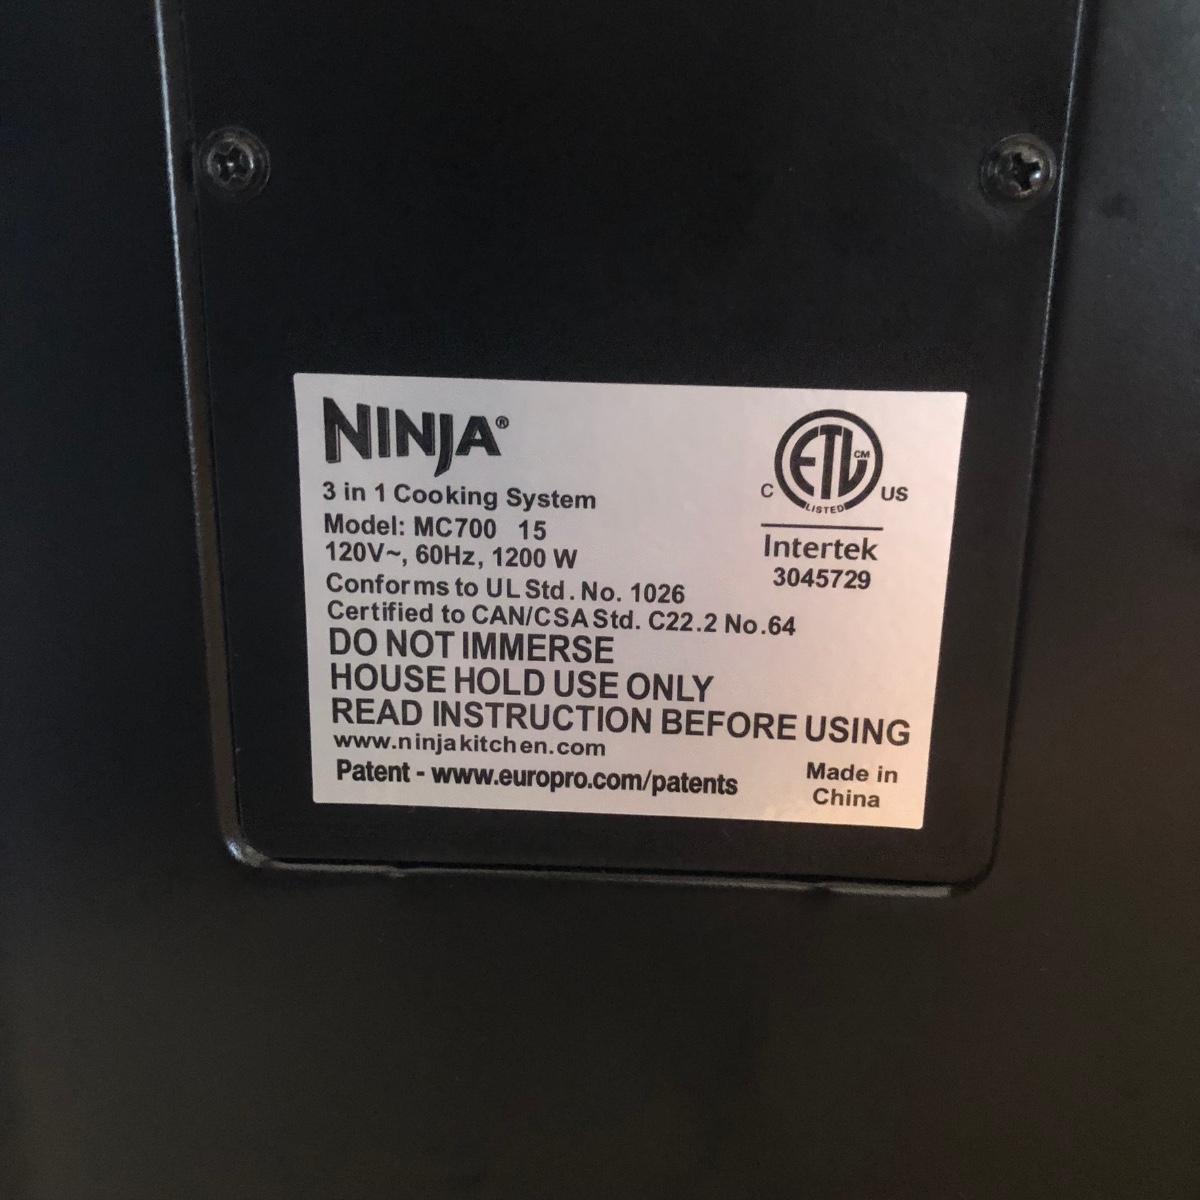 NINJA®
3 in 1 Cooking System
Model: MC700 15
120V~, 60Hz, 1200 W
Conforms to UL Std. No. 1026
Certified to CAN/CSA Std. C22.2 No.64
DO NOT IMMERSE
HOUSE HOLD USE ONLY
READ INSTRUCTION BEFORE USING
www.ninjakitchen.com
Patent - www.europro.com/patents
ETL CM
C US
LISTED
Intertek
3045729
Made in
China